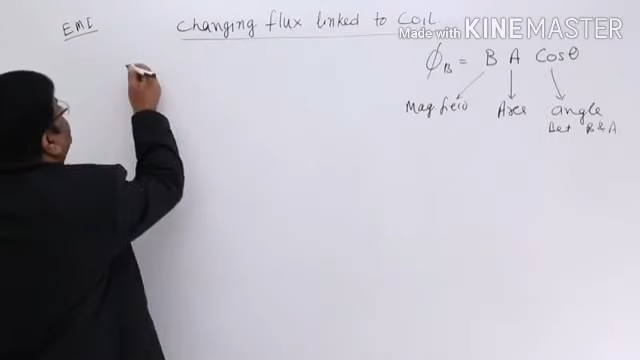 EMI
Changing flux linked to COIL
Made with KINEMASTER
ϕB = B A Cosθ
Mag field Area angle
Bet B & A